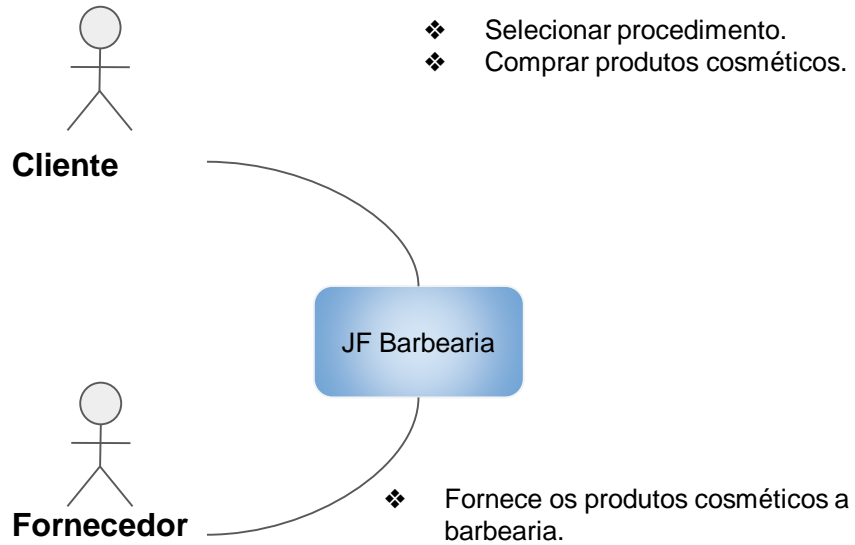 ❖ Selecionar procedimento.
❖ Comprar produtos cosméticos.
Cliente
JF Barbearia
Fornecedor
❖ Fornece os produtos cosméticos a
barbearia.